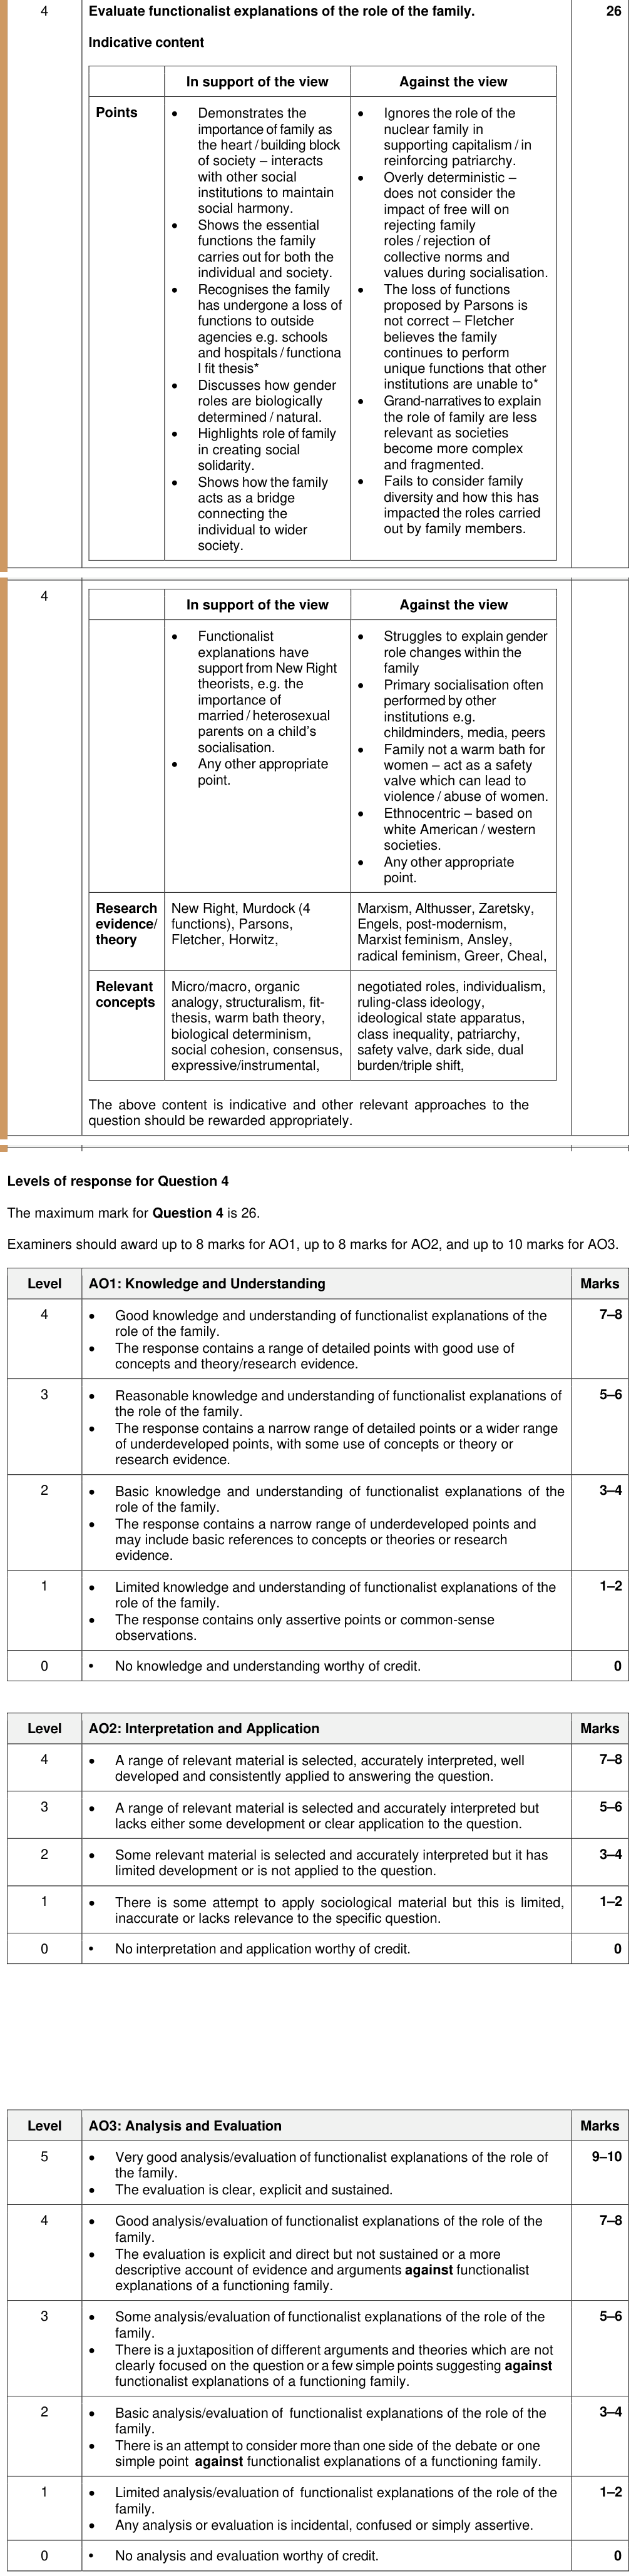 4 Evaluate functionalist explanations of the role of the family. 26
Indicative content
In support of the view Against the view
Points
• Demonstrates the
importance of family as
the heart / building block
of society – interacts
with other social
institutions to maintain
social harmony.
• Shows the essential
functions the family
carries out for both the
individual and society.
• Recognises the family
has undergone a loss of
functions to outside
agencies e.g. schools
and hospitals / functiona
l fit thesis*
• Discusses how gender
roles are biologically
determined / natural.
• Highlights role of family
in creating social
solidarity.
• Shows how the family
acts as a bridge
connecting the
individual to wider
society.
• Ignores the role of the
nuclear family in
supporting capitalism / in
reinforcing patriarchy.
• Overly deterministic –
does not consider the
impact of free will on
rejecting family
roles / rejection of
collective norms and
values during socialisation.
• The loss of functions
proposed by Parsons is
not correct – Fletcher
believes the family
continues to perform
unique functions that other
institutions are unable to*
• Grand-narratives to explain
the role of family are less
relevant as societies
become more complex
and fragmented.
• Fails to consider family
diversity and how this has
impacted the roles carried
out by family members.
4
In support of the view Against the view
• Functionalist
explanations have
support from New Right
theorists, e.g. the
importance of
married / heterosexual
parents on a child's
socialisation.
• Any other appropriate
point.
• Struggles to explain gender
role changes within the
family
• Primary socialisation often
performed by other
institutions e.g.
childminders, media, peers
• Family not a warm bath for
women – act as a safety
valve which can lead to
violence / abuse of women.
• Ethnocentric – based on
white American / western
societies.
• Any other appropriate
point.
Research
evidence/
theory
New Right, Murdock (4
functions), Parsons,
Fletcher, Horwitz,
Marxism, Althusser, Zaretsky,
Engels, post-modernism,
Marxist feminism, Ansley,
radical feminism, Greer, Cheal,
Relevant
concepts
Micro/macro, organic
analogy, structuralism, fit-
thesis, warm bath theory,
biological determinism,
social cohesion, consensus,
expressive/instrumental,
negotiated roles, individualism,
ruling-class ideology,
ideological state apparatus,
class inequality, patriarchy,
safety valve, dark side, dual
burden/triple shift,
The above content is indicative and other relevant approaches to the
question should be rewarded appropriately.
Levels of response for Question 4
The maximum mark for Question 4 is 26.
Examiners should award up to 8 marks for AO1, up to 8 marks for AO2, and up to 10 marks for AO3.
Level AO1: Knowledge and Understanding Marks
4 • Good knowledge and understanding of functionalist explanations of the 7–8
role of the family.
• The response contains a range of detailed points with good use of
concepts and theory/research evidence.
3 • Reasonable knowledge and understanding of functionalist explanations of 5–6
the role of the family.
• The response contains a narrow range of detailed points or a wider range
of underdeveloped points, with some use of concepts or theory or
research evidence.
2 • Basic knowledge and understanding of functionalist explanations of the 3–4
role of the family.
• The response contains a narrow range of underdeveloped points and
may include basic references to concepts or theories or research
evidence.
1 • Limited knowledge and understanding of functionalist explanations of the 1–2
role of the family.
• The response contains only assertive points or common-sense
observations.
0 • No knowledge and understanding worthy of credit. 0
Level AO2: Interpretation and Application Marks
4 • A range of relevant material is selected, accurately interpreted, well 7–8
developed and consistently applied to answering the question.
3 • A range of relevant material is selected and accurately interpreted but 5–6
lacks either some development or clear application to the question.
2 • Some relevant material is selected and accurately interpreted but it has 3–4
limited development or is not applied to the question.
1 • There is some attempt to apply sociological material but this is limited, 1–2
inaccurate or lacks relevance to the specific question.
0 • No interpretation and application worthy of credit. 0
Level AO3: Analysis and Evaluation Marks
5 • Very good analysis/evaluation of functionalist explanations of the role of 9–10
the family.
• The evaluation is clear, explicit and sustained.
4 • Good analysis/evaluation of functionalist explanations of the role of the 7–8
family.
• The evaluation is explicit and direct but not sustained or a more
descriptive account of evidence and arguments against functionalist
explanations of a functioning family.
3 • Some analysis/evaluation of functionalist explanations of the role of the 5–6
family.
• There is a juxtaposition of different arguments and theories which are not
clearly focused on the question or a few simple points suggesting against
functionalist explanations of a functioning family.
2 • Basic analysis/evaluation of functionalist explanations of the role of the 3–4
family.
• There is an attempt to consider more than one side of the debate or one
simple point against functionalist explanations of a functioning family.
1 • Limited analysis/evaluation of functionalist explanations of the role of the 1–2
family.
• Any analysis or evaluation is incidental, confused or simply assertive.
0 • No analysis and evaluation worthy of credit. 0